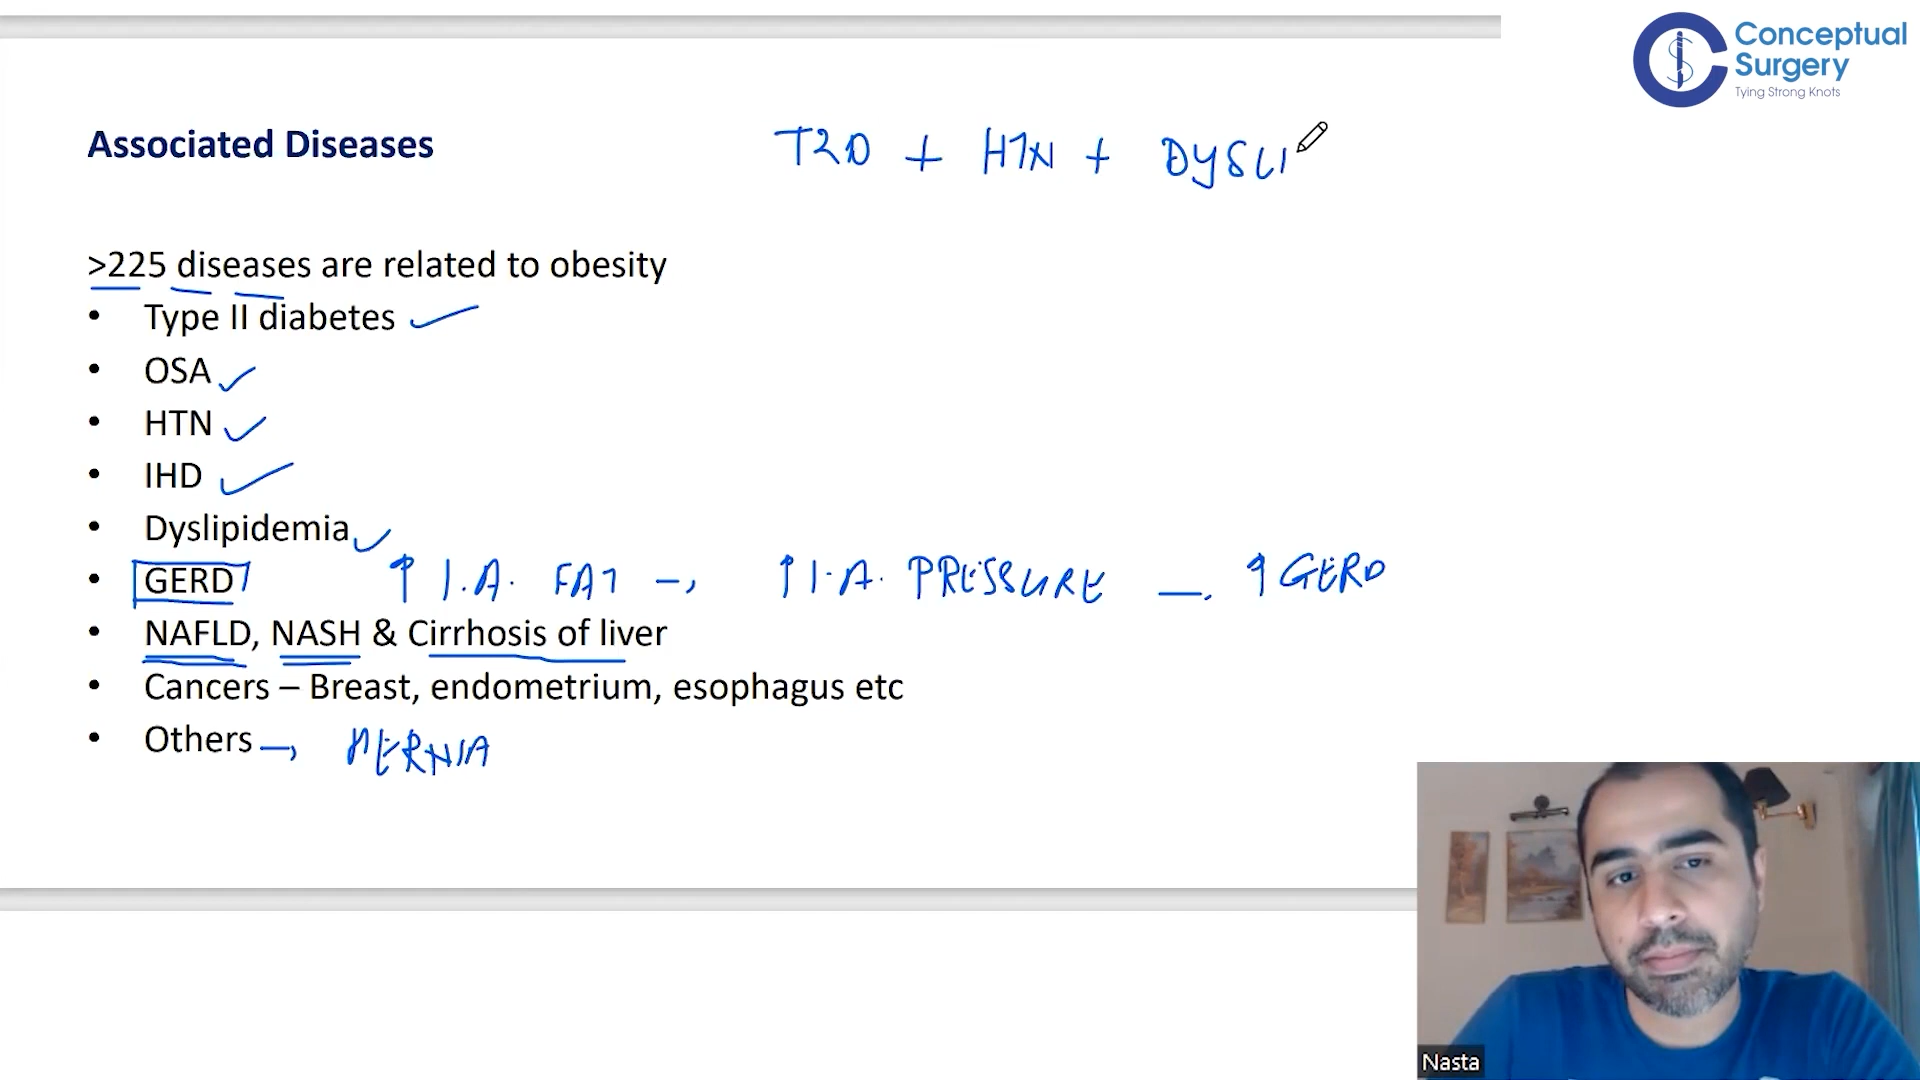 Conceptual
Surgery
Tying Strong Knots
Associated Diseases
T2D + HTN + DYSLI
>225 diseases are related to obesity
• Type II diabetes
• OSA
• HTN
• IHD
• Dyslipidemia
• GERD ↑ I.A. FAT → ↑ I.A. PRESSURE → ↑ GERD
• NAFLD, NASH & Cirrhosis of liver
• Cancers – Breast, endometrium, esophagus etc
• Others → HERNIA
Nasta